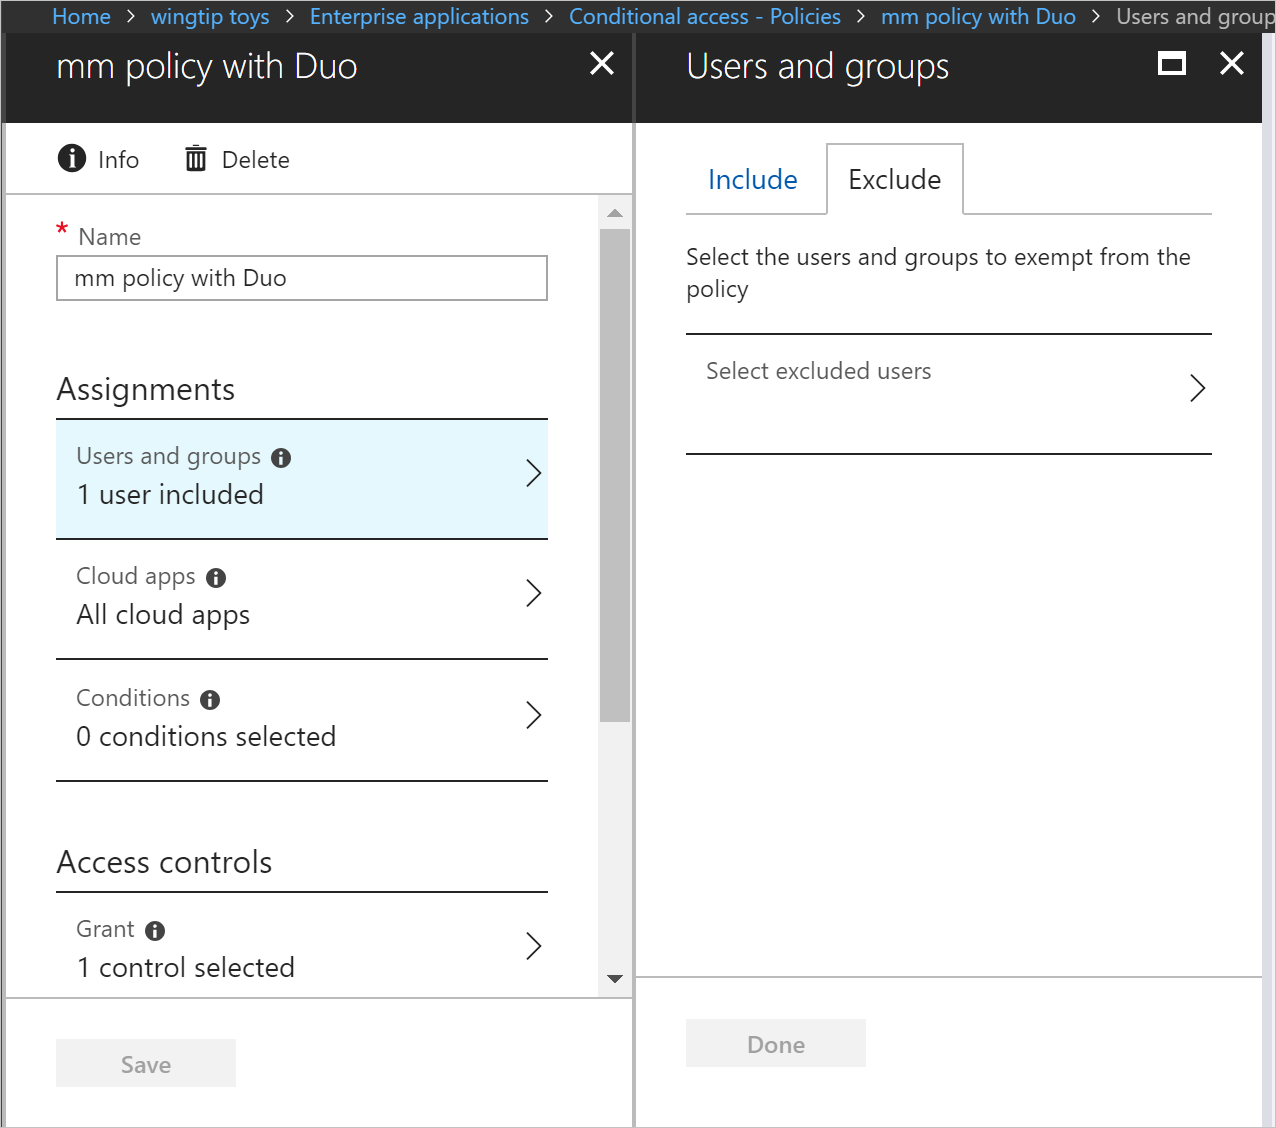 Home > wingtip toys > Enterprise applications > Conditional access - Policies > mm policy with Duo > Users and group
mm policy with Duo
Info Delete
* Name
mm policy with Duo
Assignments
Users and groups
1 user included
Cloud apps
All cloud apps
Conditions
0 conditions selected
Access controls
Grant
1 control selected
Save
Users and groups
Include Exclude
Select the users and groups to exempt from the
policy
Select excluded users
Done